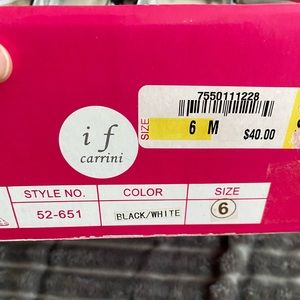 7550111228
SIZE
6 M
$40.00
i f
carrini
STYLE NO.
COLOR
SIZE
52-651
BLACK/WHITE
6